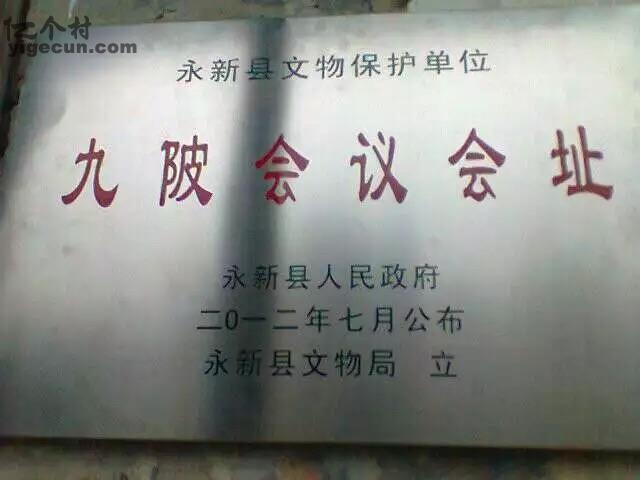 亿个村
yigecun.com
永新县文物保护单位
九陂会议会址
永新县人民政府
二0一二年七月公布
永新县文物局 立